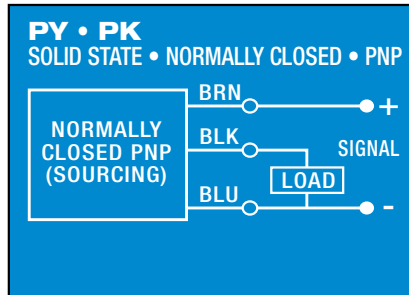 PY • PK
SOLID STATE • NORMALLY CLOSED • PNP
BRN
+
NORMALLY
CLOSED PNP
(SOURCING)
BLK
SIGNAL
LOAD
BLU
-